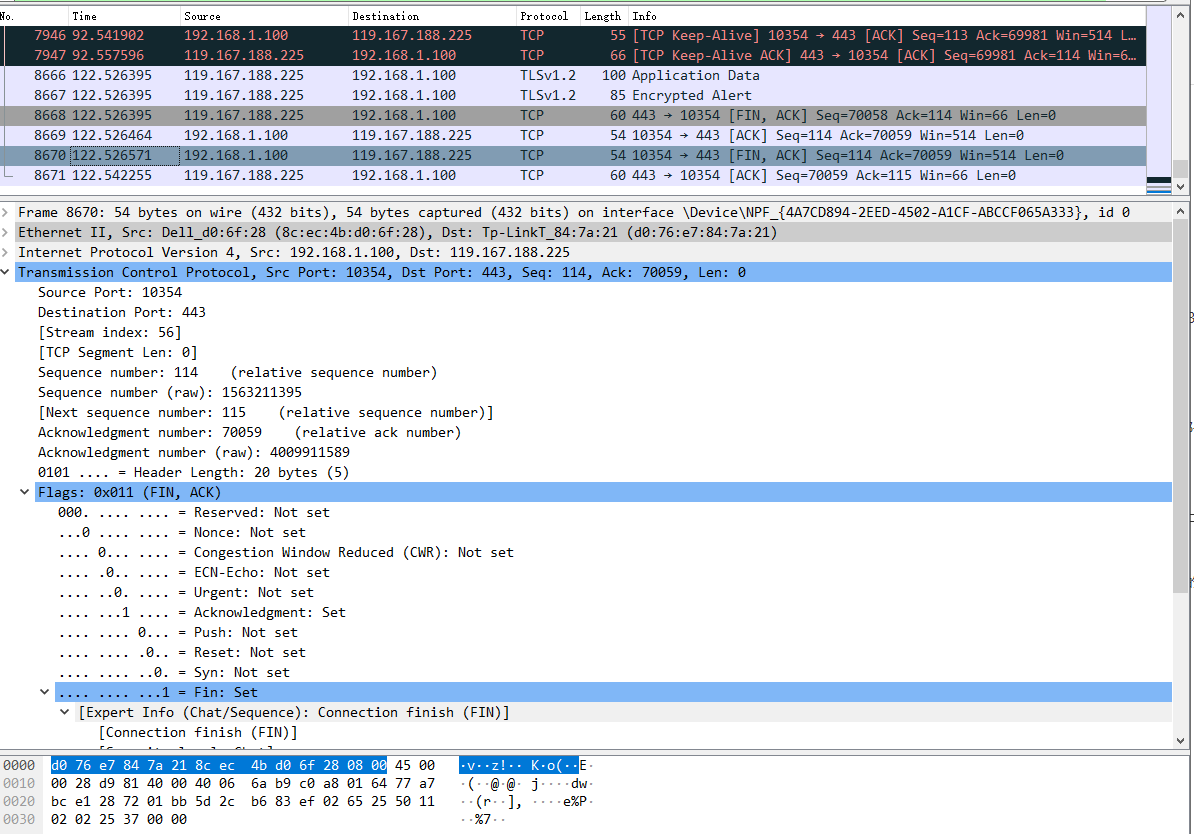 No. Time Source Destination Protocol Length Info
7946 92.541902 192.168.1.100 119.167.188.225 TCP 55 [TCP Keep-Alive] 10354 → 443 [ACK] Seq=113 Ack=69981 Win=514 L…
7947 92.557596 119.167.188.225 192.168.1.100 TCP 66 [TCP Keep-Alive ACK] 443 → 10354 [ACK] Seq=69981 Ack=114 Win=6…
8666 122.526395 119.167.188.225 192.168.1.100 TLSv1.2 100 Application Data
8667 122.526395 119.167.188.225 192.168.1.100 TLSv1.2 85 Encrypted Alert
8668 122.526395 119.167.188.225 192.168.1.100 TCP 60 443 → 10354 [FIN, ACK] Seq=70058 Ack=114 Win=66 Len=0
8669 122.526464 192.168.1.100 119.167.188.225 TCP 54 10354 → 443 [ACK] Seq=114 Ack=70059 Win=514 Len=0
8670 122.526571 192.168.1.100 119.167.188.225 TCP 54 10354 → 443 [FIN, ACK] Seq=114 Ack=70059 Win=514 Len=0
8671 122.542255 119.167.188.225 192.168.1.100 TCP 60 443 → 10354 [ACK] Seq=70059 Ack=115 Win=66 Len=0
Frame 8670: 54 bytes on wire (432 bits), 54 bytes captured (432 bits) on interface \Device\NPF_{4A7CD894-2EED-4502-A1CF-ABCCF065A333}, id 0
Ethernet II, Src: Dell_d0:6f:28 (8c:ec:4b:d0:6f:28), Dst: Tp-LinkT_84:7a:21 (d0:76:e7:84:7a:21)
Internet Protocol Version 4, Src: 192.168.1.100, Dst: 119.167.188.225
Transmission Control Protocol, Src Port: 10354, Dst Port: 443, Seq: 114, Ack: 70059, Len: 0
Source Port: 10354
Destination Port: 443
[Stream index: 56]
[TCP Segment Len: 0]
Sequence number: 114 (relative sequence number)
Sequence number (raw): 1563211395
[Next sequence number: 115 (relative sequence number)]
Acknowledgment number: 70059 (relative ack number)
Acknowledgment number (raw): 4009911589
0101 .... = Header Length: 20 bytes (5)
Flags: 0x011 (FIN, ACK)
000. .... .... = Reserved: Not set
...0 .... .... = Nonce: Not set
.... 0... .... = Congestion Window Reduced (CWR): Not set
.... .0.. .... = ECN-Echo: Not set
.... ..0. .... = Urgent: Not set
.... ...1 .... = Acknowledgment: Set
.... .... 0... = Push: Not set
.... .... .0.. = Reset: Not set
.... .... ..0. = Syn: Not set
.... .... ...1 = Fin: Set
[Expert Info (Chat/Sequence): Connection finish (FIN)]
[Connection finish (FIN)]
0000 d0 76 e7 84 7a 21 8c ec 4b d0 6f 28 08 00 45 00 ·v··z!·· K·o(··E·
0010 00 28 d9 81 40 00 40 06 6a b9 c0 a8 01 64 77 a7 ·(··@·@· j····dw·
0020 bc e1 28 72 01 bb 5d 2c b6 83 ef 02 65 25 50 11 ··(r··], ····e%P·
0030 02 02 25 37 00 00 ··%7··